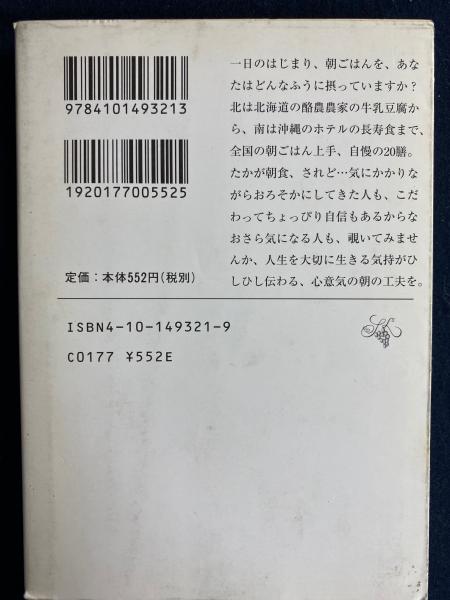 9784101493213
1920177005525
定価：本体552円（税別）
一日のはじまり、朝ごはんを、あな
たはどんなふうに摂っていますか？
北は北海道の酪農農家の牛乳豆腐か
ら、南は沖縄のホテルの長寿食まで、
全国の朝ごはん上手、自慢の20膳。
たかが朝食、されど…気にかかりな
がらおろそかにしてきた人も、こだ
わってちょっぴり自信もあるからな
おさら気になる人も、覗いてみませ
んか、人生を大切に生きる気持がひ
しひし伝わる、心意気の朝の工夫を。
ISBN4-10-149321-9
C0177 ¥552E